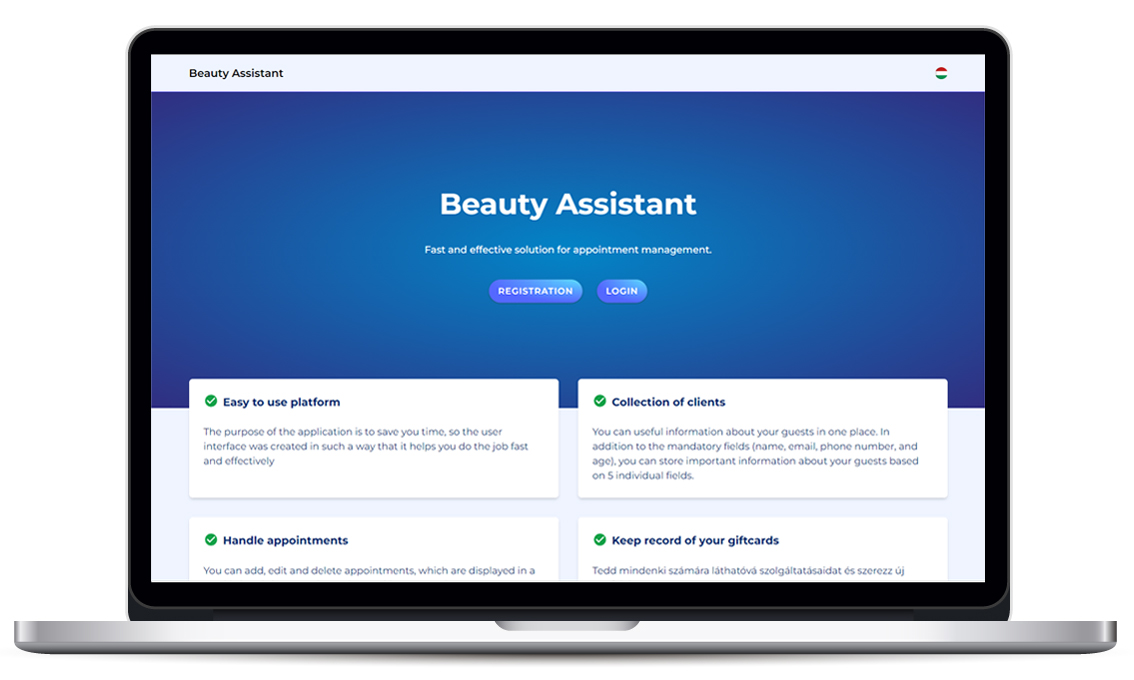 Beauty Assistant
Beauty Assistant
Fast and effective solution for appointment management.
REGISTRATION
LOGIN
Easy to use platform
The purpose of the application is to save you time, so the user
interface was created in such a way that it helps you do the job fast
and effectively
Collection of clients
You can useful information about your guests in one place. In
addition to the mandatory fields (name, email, phone number, and
age), you can store important information about your guests based
on 5 individual fields.
Handle appointments
You can add, edit and delete appointments, which are displayed in a
Keep record of your giftcards
Tedd mindenki számára láthatóvá szolgáltatásaidat és szerezz új